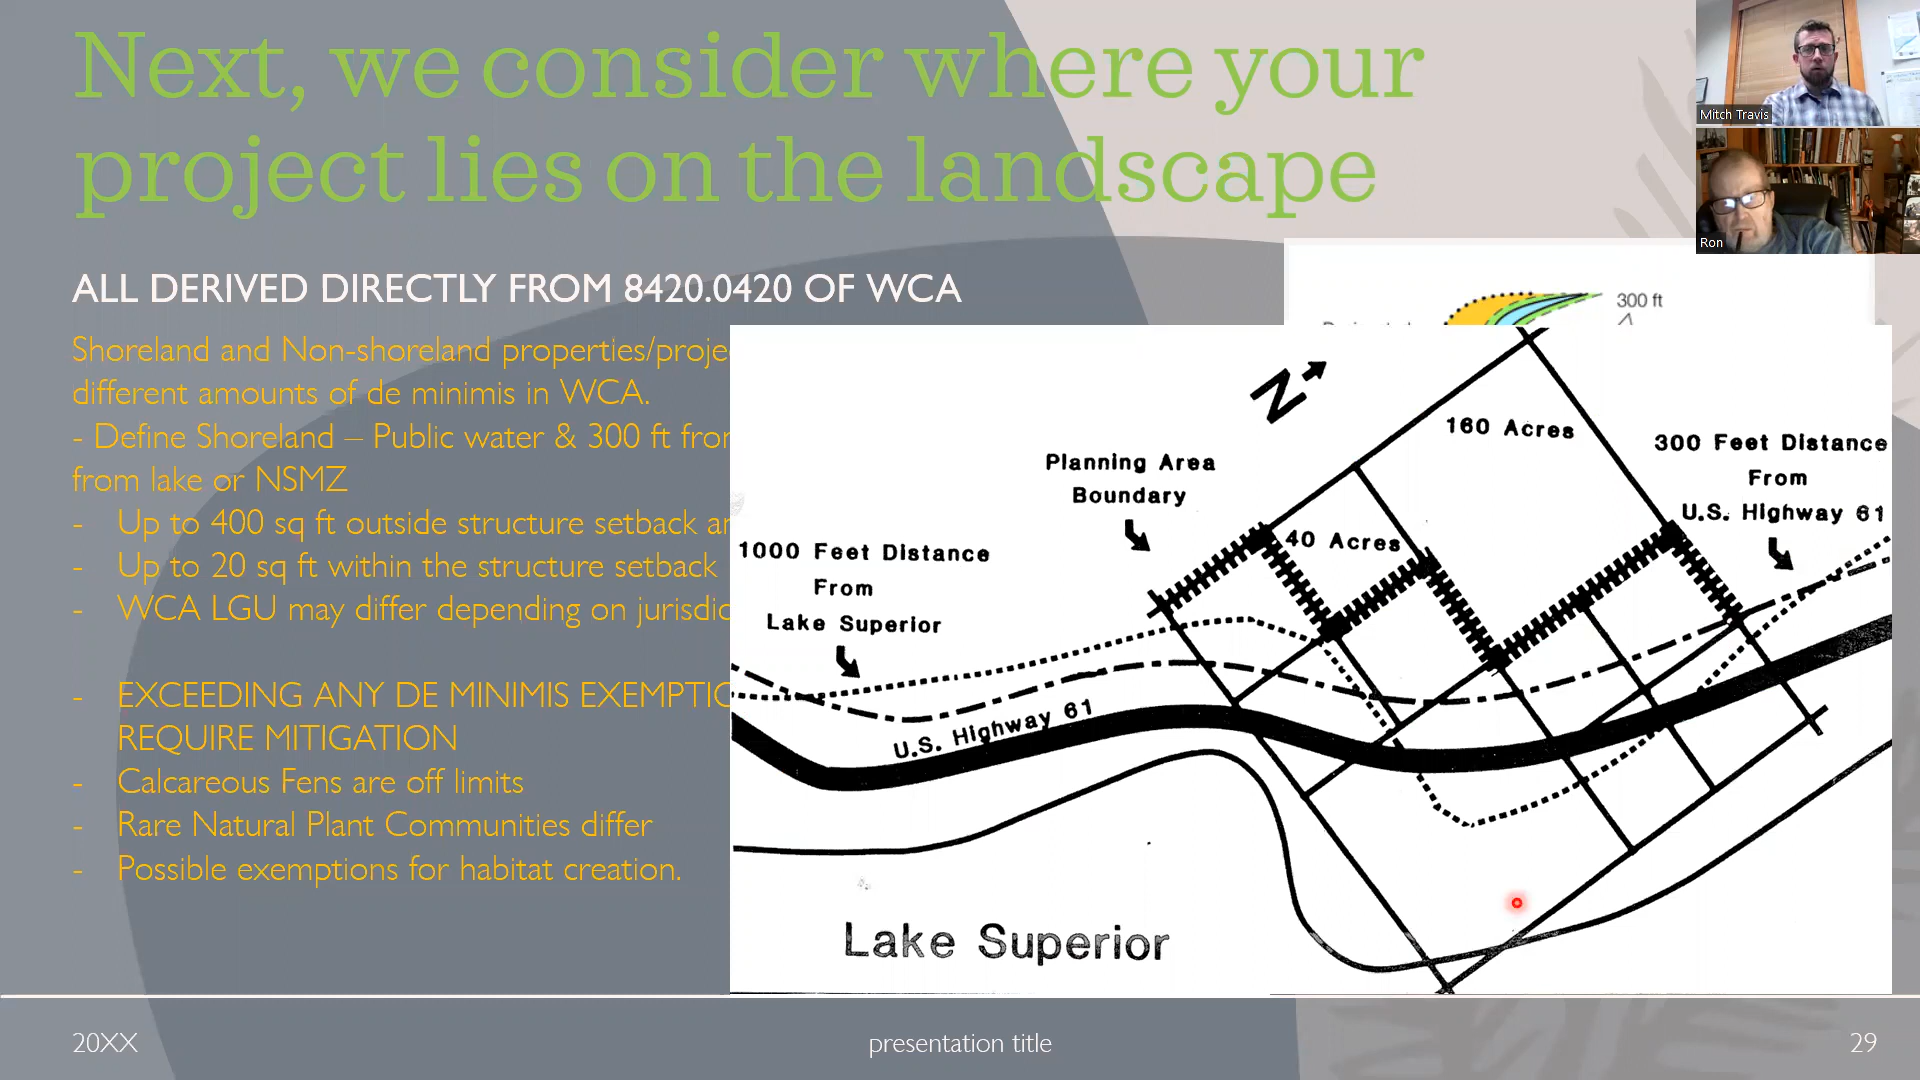 Next, we consider where your
project lies on the landscape
Mitch Travis
Ron
ALL DERIVED DIRECTLY FROM 8420.0420 OF WCA
Shoreland and Non-shoreland properties/
different amounts of de minimis in WCA.
- Define Shoreland – Public water & 300 ft
from lake or NSMZ
- Up to 400 sq ft outside structure setback
- Up to 20 sq ft within the structure setback
- WCA LGU may differ depending on
- EXCEEDING ANY DE MINIMIS
REQUIRE MITIGATION
- Calcareous Fens are off limits
- Rare Natural Plant Communities differ
- Possible exemptions for habitat creation.
300 ft
N
160 Acres
Planning Area
Boundary
300 Feet Distance
From
U.S. Highway 61
40 Acres
1000 Feet Distance
From
Lake Superior
U.S. Highway 61
Lake Superior
20XX
presentation title
29